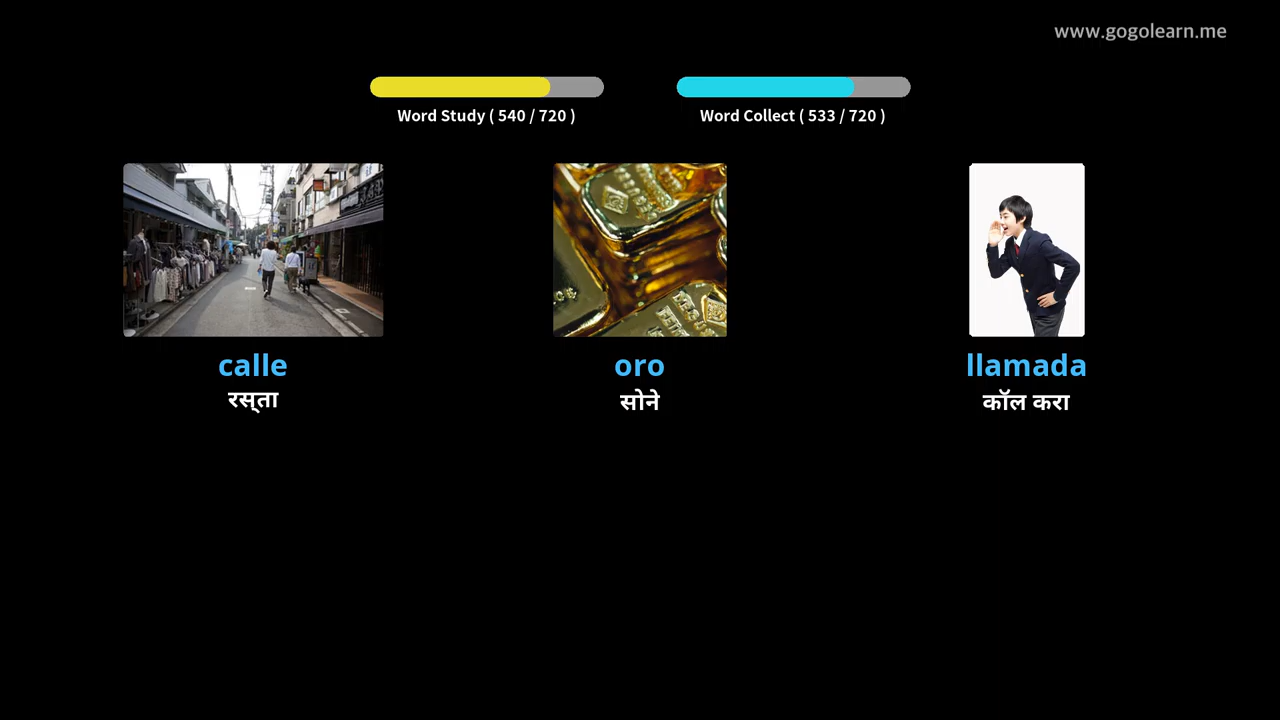 www.gogolearn.me
Word Study ( 540 / 720 )
Word Collect ( 533 / 720 )
calle
oro
llamada
रस्ता
सोने
कॉल करा